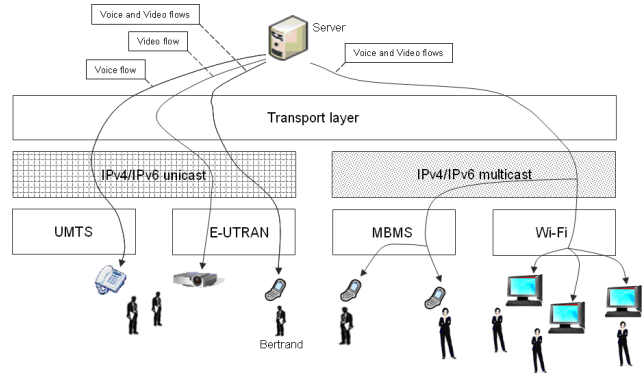 Voice and Video flows
Server
Video flow
Voice and Video flows
Voice flow
Transport layer
IPv4/IPv6 unicast
IPv4/IPv6 multicast
UMTS
E-UTRAN
MBMS
Wi-Fi
Bertrand